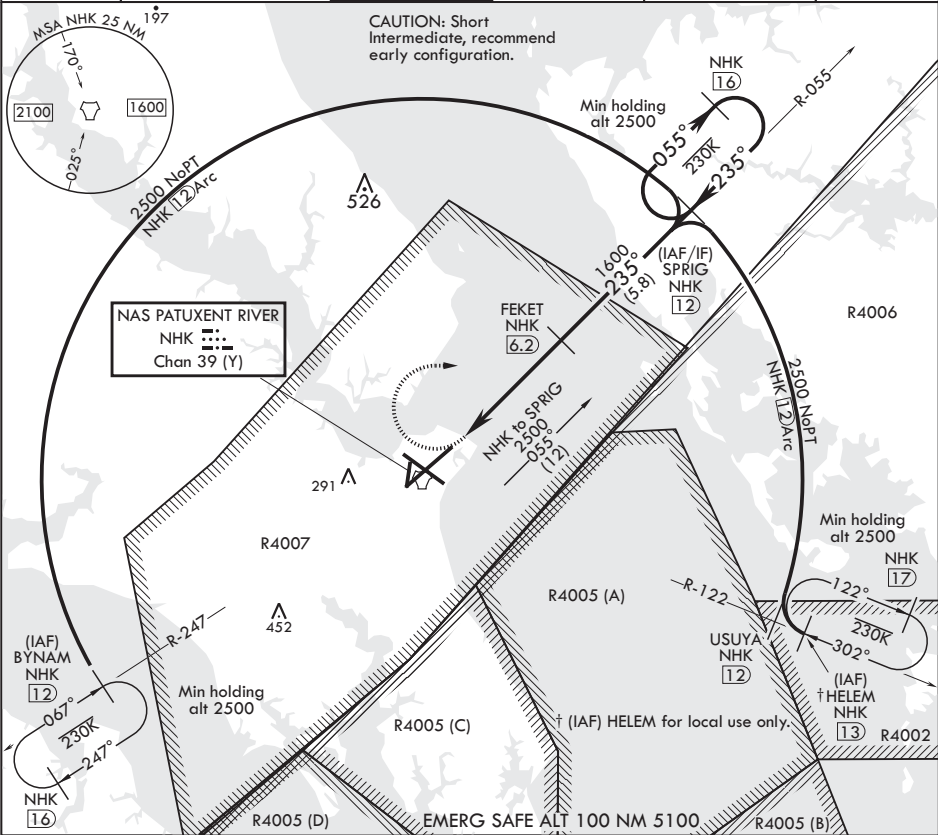 MSA NHK 25 NM
197
170°
2100
1600
025°
CAUTION: Short
Intermediate, recommend
early configuration.
NHK
16
R-055
Min holding
alt 2500
055°
230K
235°
2500 NoPT
NHK 12 Arc
526
1600
235°
(5.8)
(IAF/IF)
SPRIG
NHK
12
FEKET
NHK
6.2
R4006
NAS PATUXENT RIVER
NHK
Chan 39 (Y)
2500 NoPT
NHK 12 Arc
NHK to SPRIG
2500
055°
(12)
291
R4007
Min holding
alt 2500
NHK
17
R4005 (A)
R-122
122°
230K
302°
452
R-247
USUYA
NHK
12
(IAF)
BYNAM
NHK
12
(IAF)
†HELEM
NHK
13
Min holding
alt 2500
067°
230K
247°
R4005 (C)
† (IAF) HELEM for local use only.
R4002
NHK
16
R4005 (D)
EMERG SAFE ALT 100 NM 5100
R4005 (B)